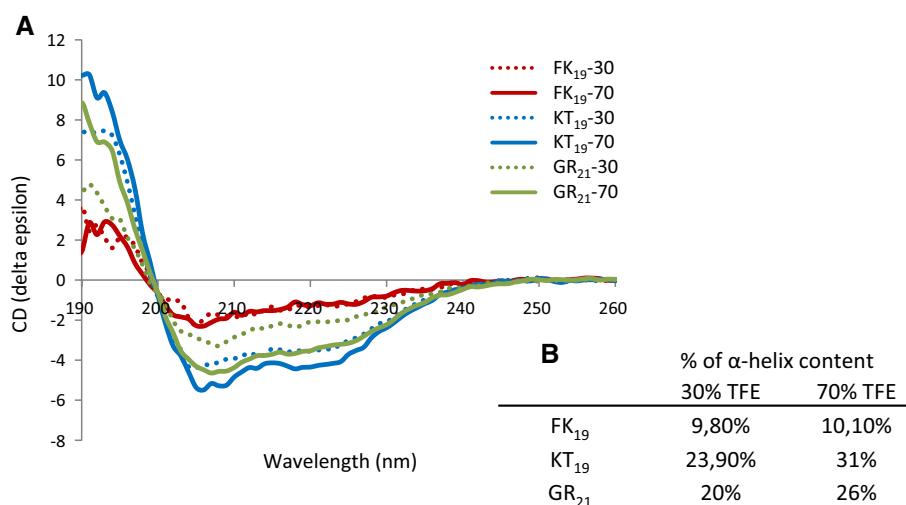 A
12
10
8
6
4
2
0
-2
-4
-6
-8
CD (delta epsilon)
190
200
210
220
230
240
250
260
Wavelength (nm)
FK19-30
FK19-70
KT19-30
KT19-70
GR21-30
GR21-70
B
% of α-helix content
30% TFE 70% TFE
FK19 9,80% 10,10%
KT19 23,90% 31%
GR21 20% 26%